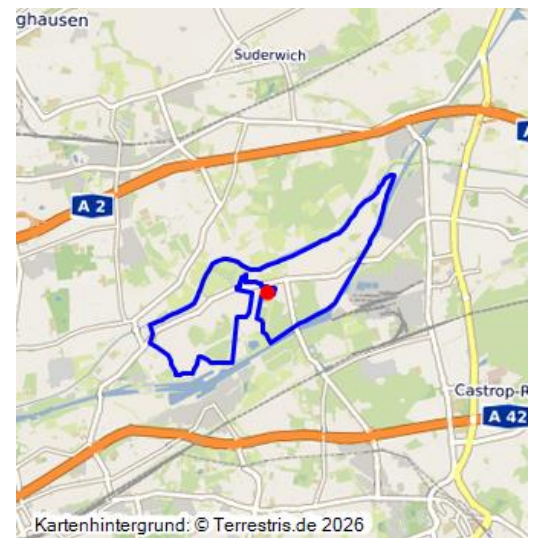 ghausen
Suderwich
A 2
Castrop-R
A 42
Kartenhintergrund: © Terrestris.de 2026